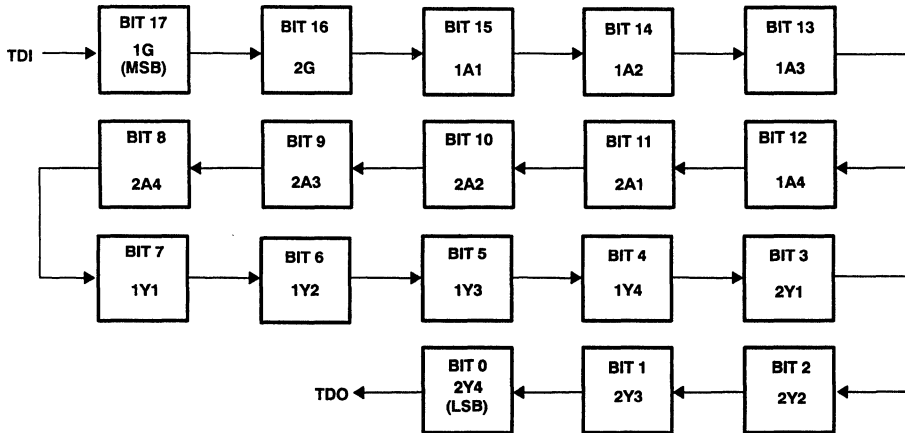 BIT 17 BIT 16 BIT 15 BIT 14 BIT 13
TDI 1G 2G 1A1 1A2 1A3
(MSB)
BIT 8 BIT 9 BIT 10 BIT 11 BIT 12
2A4 2A3 2A2 2A1 1A4
BIT 7 BIT 6 BIT 5 BIT 4 BIT 3
1Y1 1Y2 1Y3 1Y4 2Y1
BIT 0 BIT 1 BIT 2
TDO 2Y4 2Y3 2Y2
(LSB)